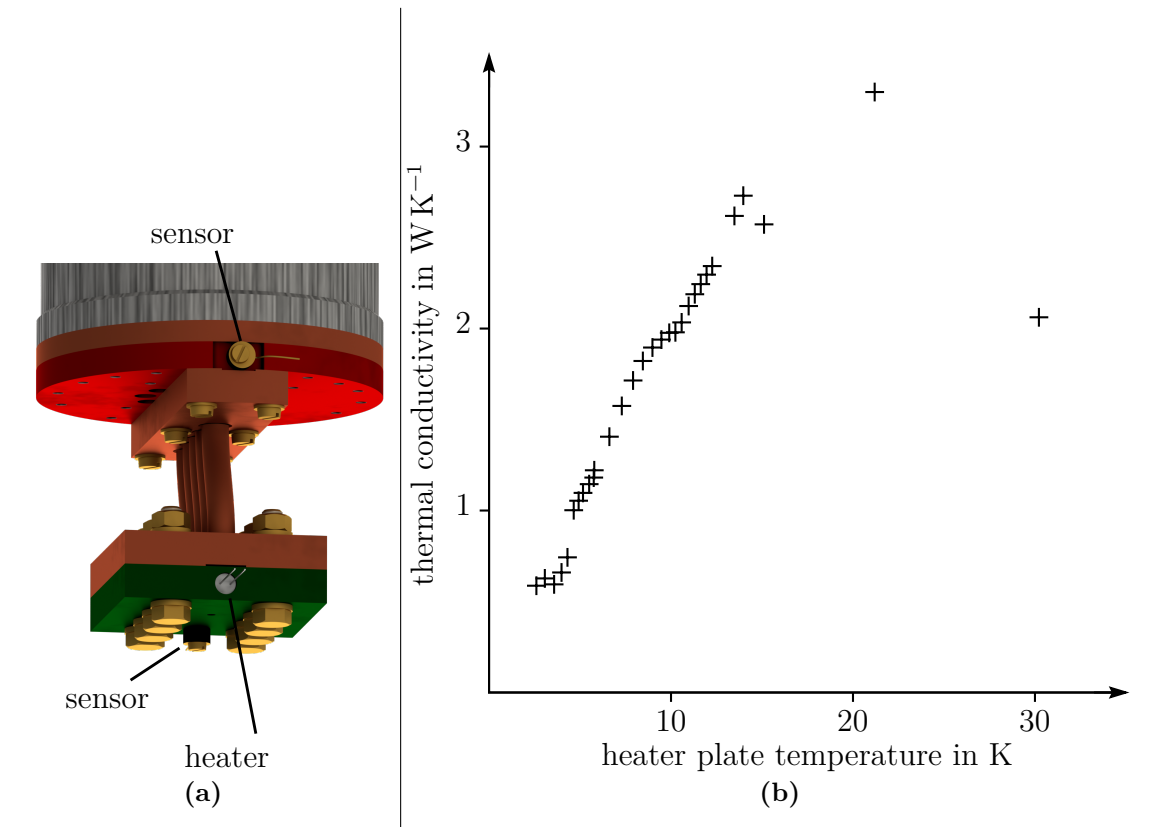 sensor
sensor
heater
(a)
thermal conductivity in W K⁻¹
3
2
1
10 20 30
heater plate temperature in K
(b)